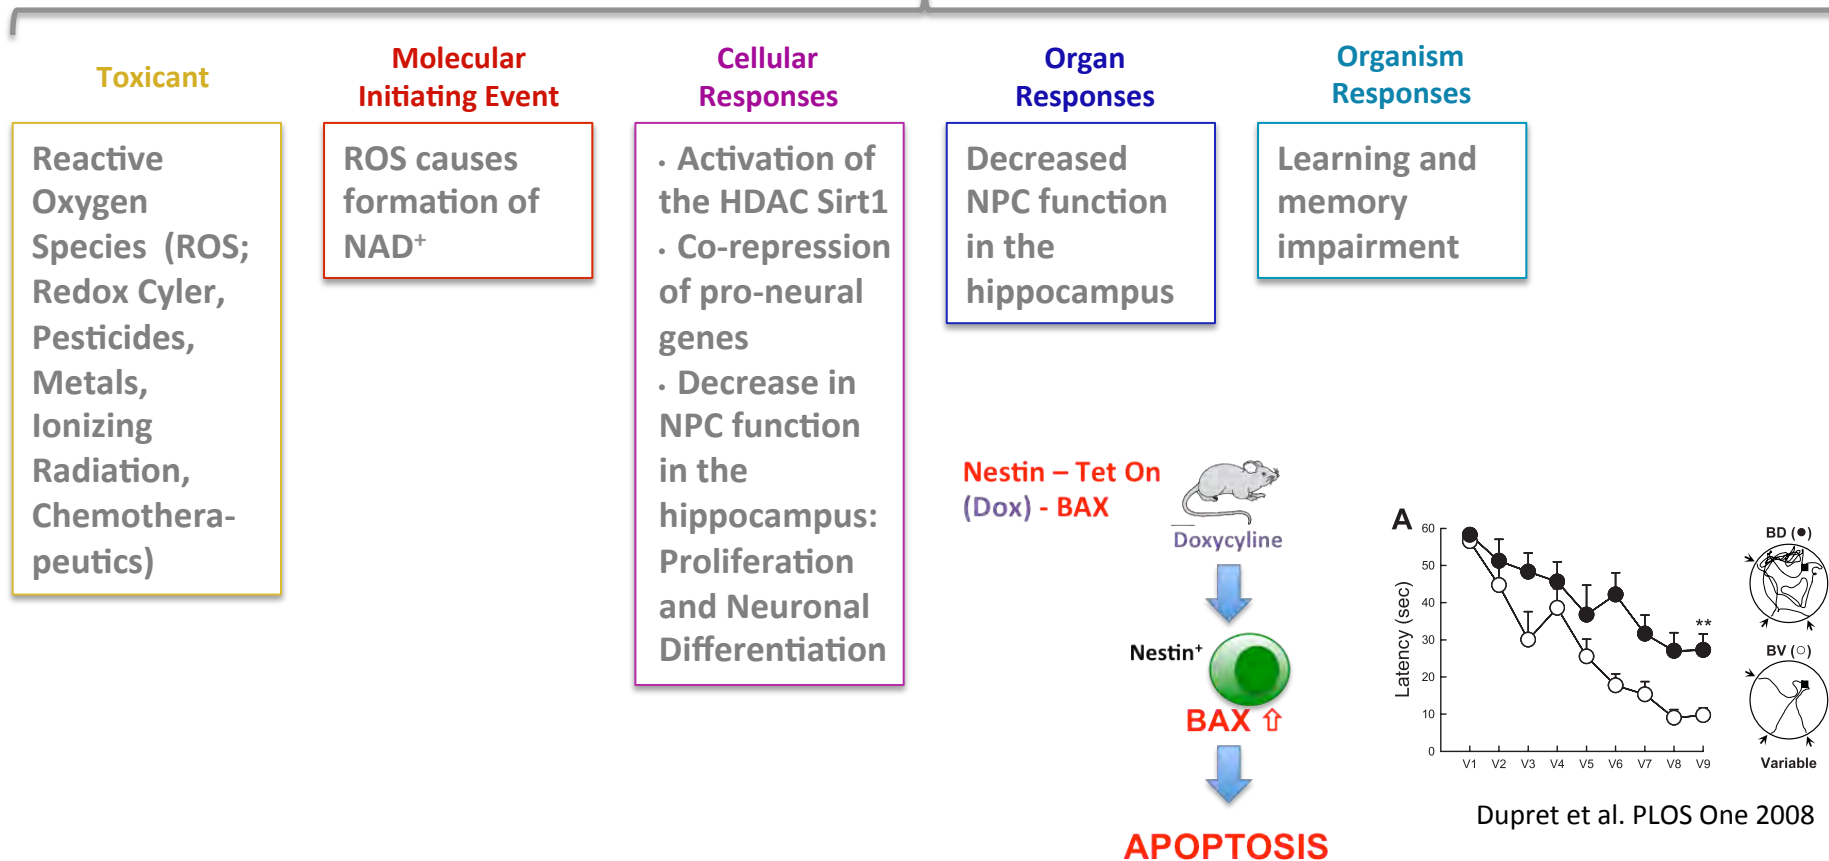 Toxicant
Molecular
Initiating Event
Cellular
Responses
Organ
Responses
Organism
Responses
Reactive
Oxygen
Species (ROS;
Redox Cyler,
Pesticides,
Metals,
Ionizing
Radiation,
Chemothera-
peutics)
ROS causes
formation of
NAD⁺
· Activation of
the HDAC Sirt1
· Co-repression
of pro-neural
genes
· Decrease in
NPC function
in the
hippocampus:
Proliferation
and Neuronal
Differentiation
Decreased
NPC function
in the
hippocampus
Learning and
memory
impairment
Nestin – Tet On
(Dox) - BAX
Doxycyline
Nestin⁺
BAX ⇧
APOPTOSIS
A
Latency (sec)
60
50
40
30
20
10
0
V1 V2 V3 V4 V5 V6 V7 V8 V9
**
BD (●)
BV (○)
Variable
Dupret et al. PLOS One 2008